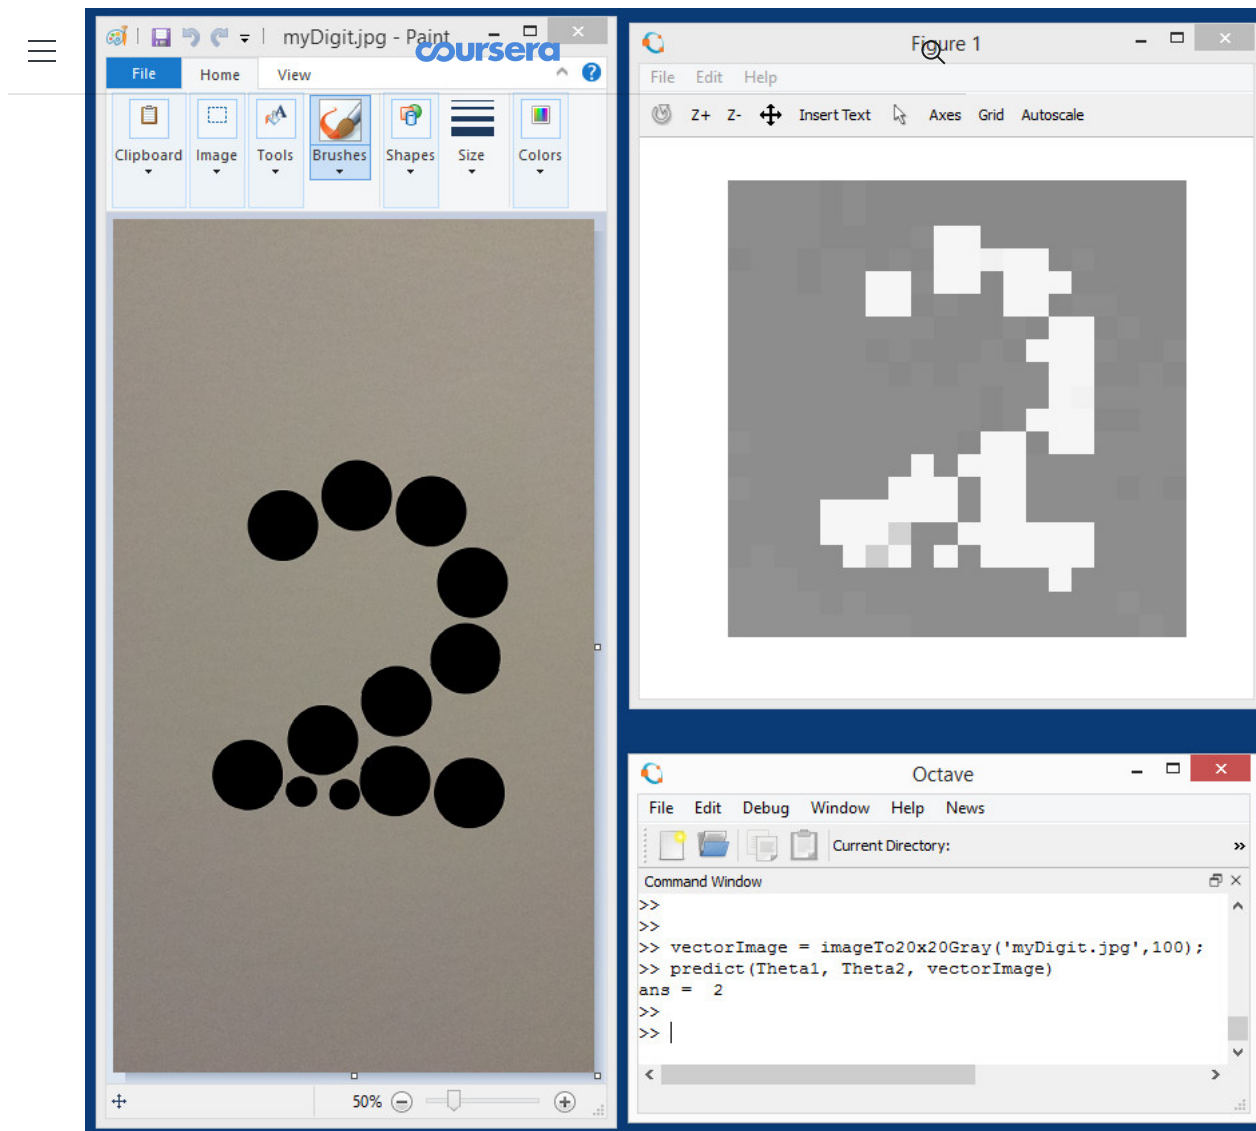 myDigit.jpg - Paint
coursera
File Home View
Clipboard Image Tools Brushes Shapes Size Colors
50%
Figure 1
File Edit Help
Z+ Z- Insert Text Axes Grid Autoscale
Octave
File Edit Debug Window Help News
Current Directory:
Command Window
>>
>>
>> vectorImage = imageTo20x20Gray('myDigit.jpg',100);
>> predict(Theta1, Theta2, vectorImage)
ans = 2
>>
>>